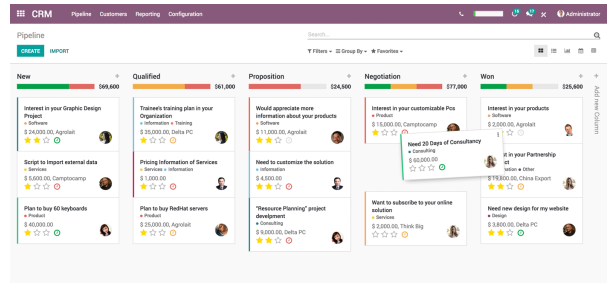 CRM Pipeline Customers Reporting Configuration Administrator
Pipeline
Search...
CREATE IMPORT
Filters Group By Favorites
New +
$69,600
Interest in your Graphic Design
Project
Software
$ 24,000.00, Agrolait
Script to Import external data
Services
$ 5,600.00, Camptocamp
Plan to buy 60 keyboards
Product
$ 40,000.00
Qualified +
$61,000
Trainee's training plan in your
Organization
Information Training
$ 35,000.00, Delta PC
Pricing Information of Services
Services Information
$ 1,000.00
Plan to buy RedHat servers
Product
$ 25,000.00, Agrolait
Proposition +
$24,500
Would appreciate more
information about your products
Software
$ 11,000.00, Agrolait
Need to customize the solution
Information
$ 4,500.00
"Resource Planning" project
develpment
Consulting
$ 9,000.00, Delta PC
Negotiation +
$77,000
Interest in your customizable Pos
Product
$ 15,000.00, Camptocamp
Need 20 Days of Consultancy
Consulting
$ 60,000.00
Want to subscribe to your online
solution
Services
$ 2,000.00, Think Big
Won +
$25,600
Interest in your products
Software
$ 2,000.00, Agrolait
st in your Partnership
ct
Information Other
$ 19,800.00, China Export
Need new design for my website
Design
$ 3,800.00, Delta PC
+
Add new Column